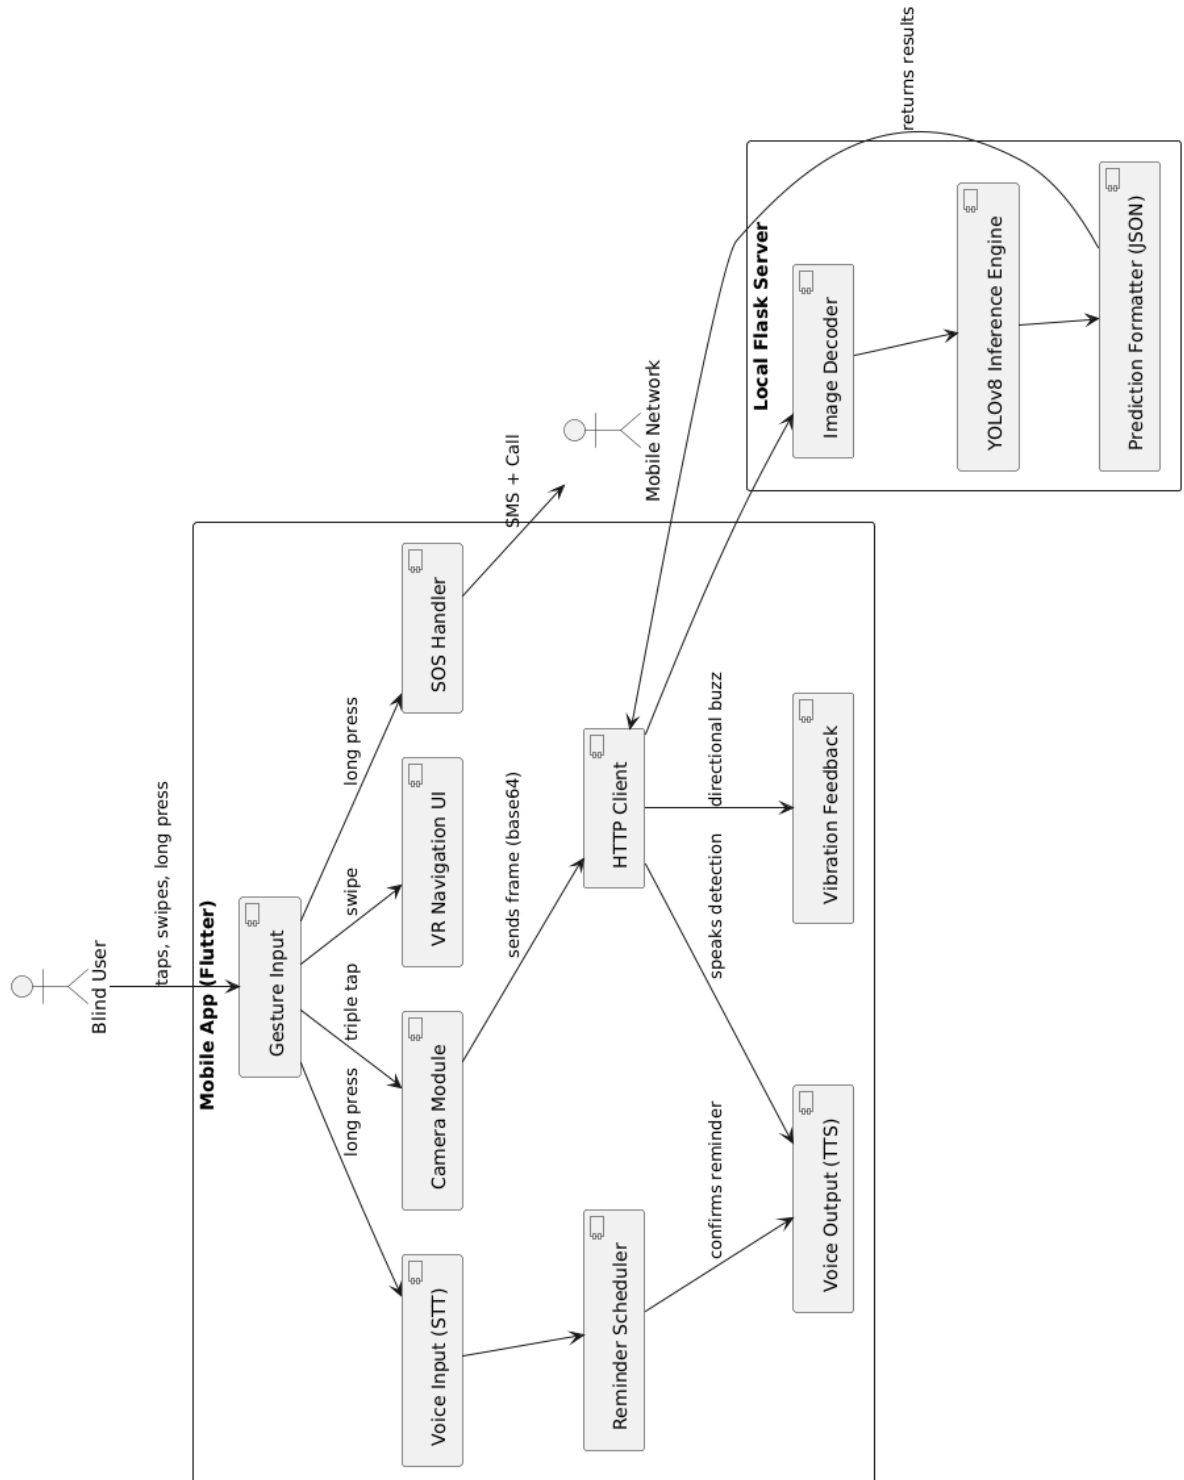 Blind User
taps, swipes, long press
Mobile App (Flutter)
Gesture Input
long press
triple tap
swipe
long press
Voice Input (STT)
Camera Module
VR Navigation UI
SOS Handler
sends frame (base64)
SMS + Call
Reminder Scheduler
HTTP Client
Mobile Network
confirms reminder
speaks detection
directional buzz
Local Flask Server
Voice Output (TTS)
Vibration Feedback
Image Decoder
returns results
YOLOv8 Inference Engine
Prediction Formatter (JSON)